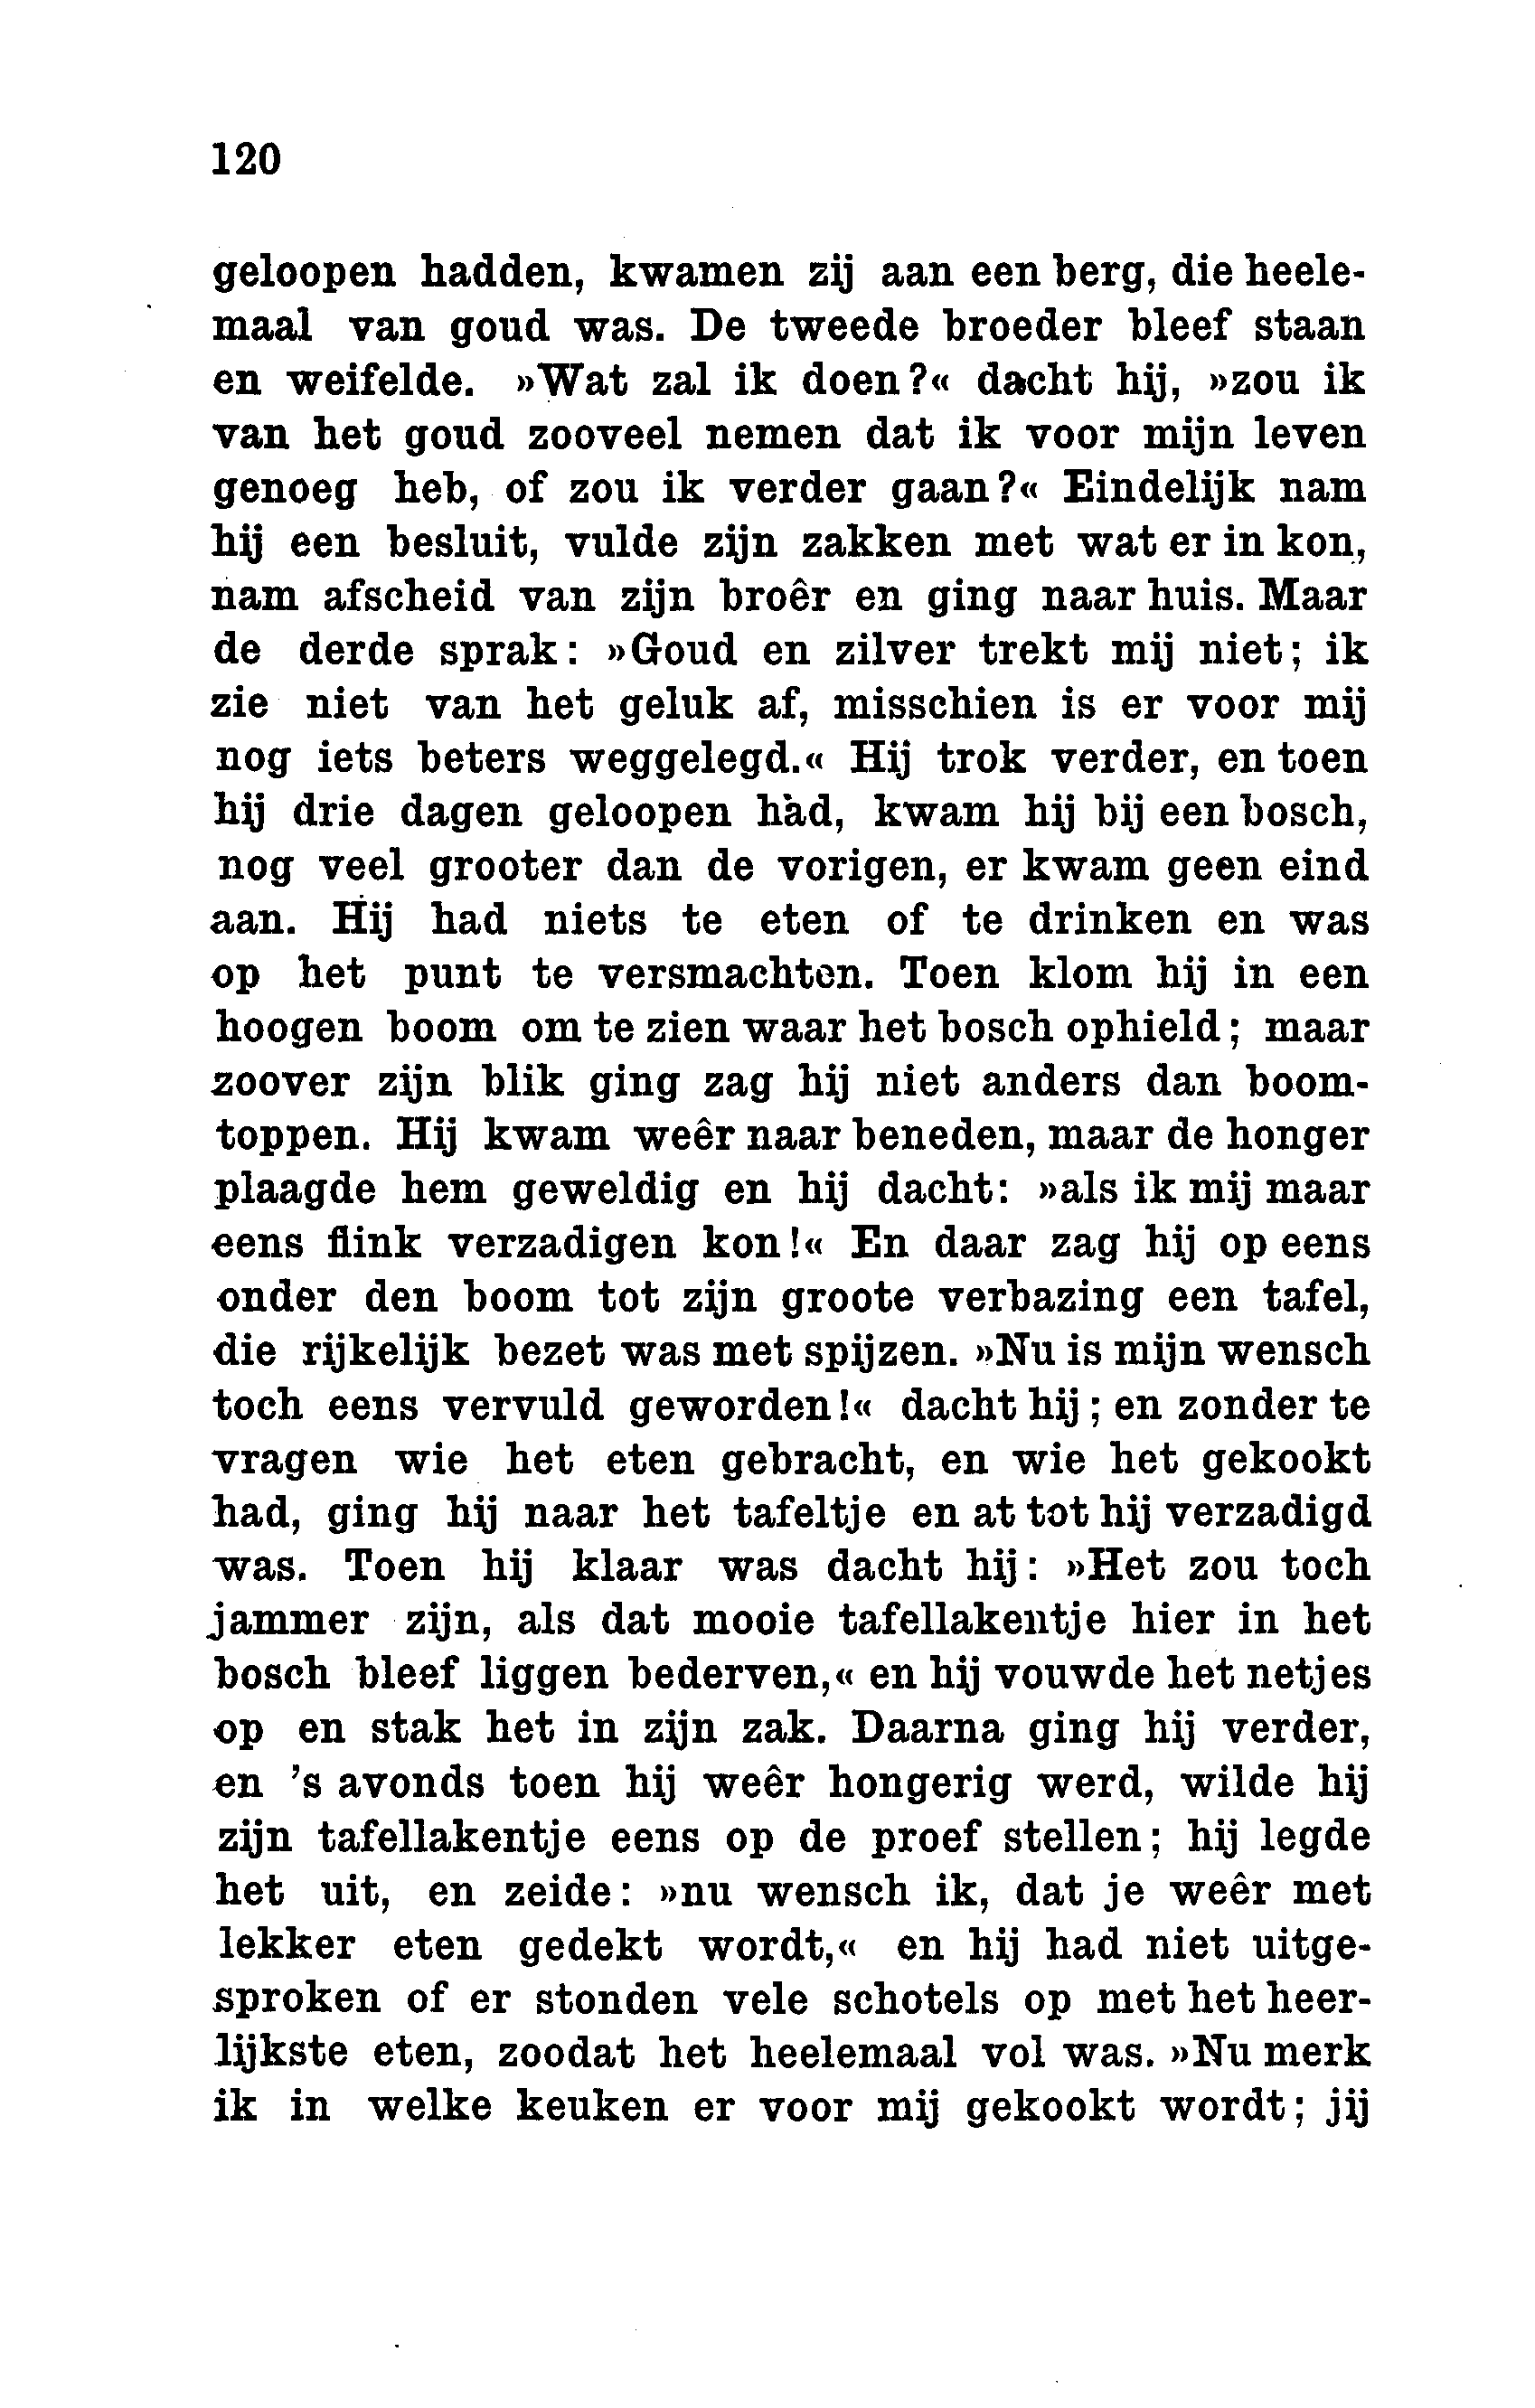 120
geloopen hadden, kwamen zij aan een berg, die heele-
maal van goud was. De tweede broeder bleef staan
en weifelde. »Wat zal ik doen?« dacht hij, »zou ik
van het goud zooveel nemen dat ik voor mijn leven
genoeg heb, of zou ik verder gaan?« Eindelijk nam
hij een besluit, vulde zijn zakken met wat er in kon,
nam afscheid van zijn broêr en ging naar huis. Maar
de derde sprak: »Goud en zilver trekt mij niet; ik
zie niet van het geluk af, misschien is er voor mij
nog iets beters weggelegd.« Hij trok verder, en toen
hij drie dagen geloopen had, kwam hij bij een bosch,
nog veel grooter dan de vorigen, er kwam geen eind
aan. Hij had niets te eten of te drinken en was
op het punt te versmachten. Toen klom hij in een
hoogen boom om te zien waar het bosch ophield; maar
zoover zijn blik ging zag hij niet anders dan boom-
toppen. Hij kwam weêr naar beneden, maar de honger
plaagde hem geweldig en hij dacht: »als ik mij maar
eens flink verzadigen kon!« En daar zag hij op eens
onder den boom tot zijn groote verbazing een tafel,
die rijkelijk bezet was met spijzen. »Nu is mijn wensch
toch eens vervuld geworden!« dacht hij; en zonder te
vragen wie het eten gebracht, en wie het gekookt
had, ging hij naar het tafeltje en at tot hij verzadigd
was. Toen hij klaar was dacht hij: »Het zou toch
jammer zijn, als dat mooie tafellakentje hier in het
bosch bleef liggen bederven,« en hij vouwde het netjes
op en stak het in zijn zak. Daarna ging hij verder,
en 's avonds toen hij weêr hongerig werd, wilde hij
zijn tafellakentje eens op de proef stellen; hij legde
het uit, en zeide: »nu wensch ik, dat je weêr met
lekker eten gedekt wordt,« en hij had niet uitge-
sproken of er stonden vele schotels op met het heer-
lijkste eten, zoodat het heelemaal vol was. »Nu merk
ik in welke keuken er voor mij gekookt wordt; jij